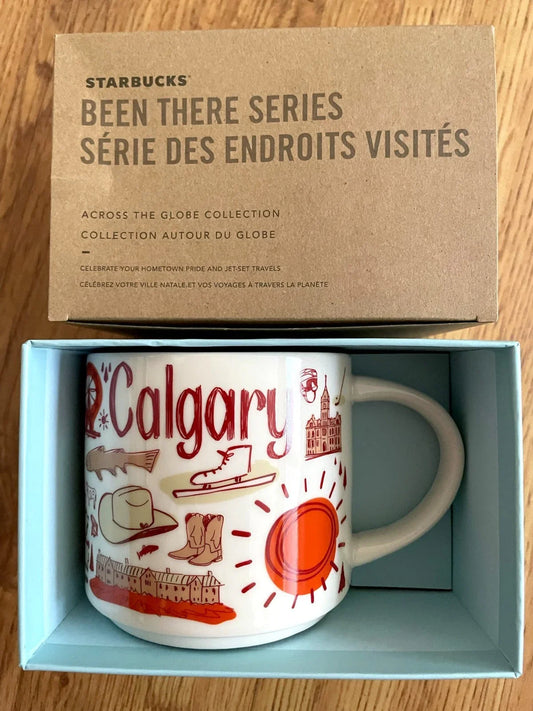 STARBUCKS®
BEEN THERE SERIES
SÉRIE DES ENDROITS VISITÉS
ACROSS THE GLOBE COLLECTION
COLLECTION AUTOUR DU GLOBE
CELEBRATE YOUR HOMETOWN PRIDE AND JET-SET TRAVELS
CÉLÉBREZ VOTRE VILLE NATALE ET VOS VOYAGES À TRAVERS LA PLANÈTE
Calgary